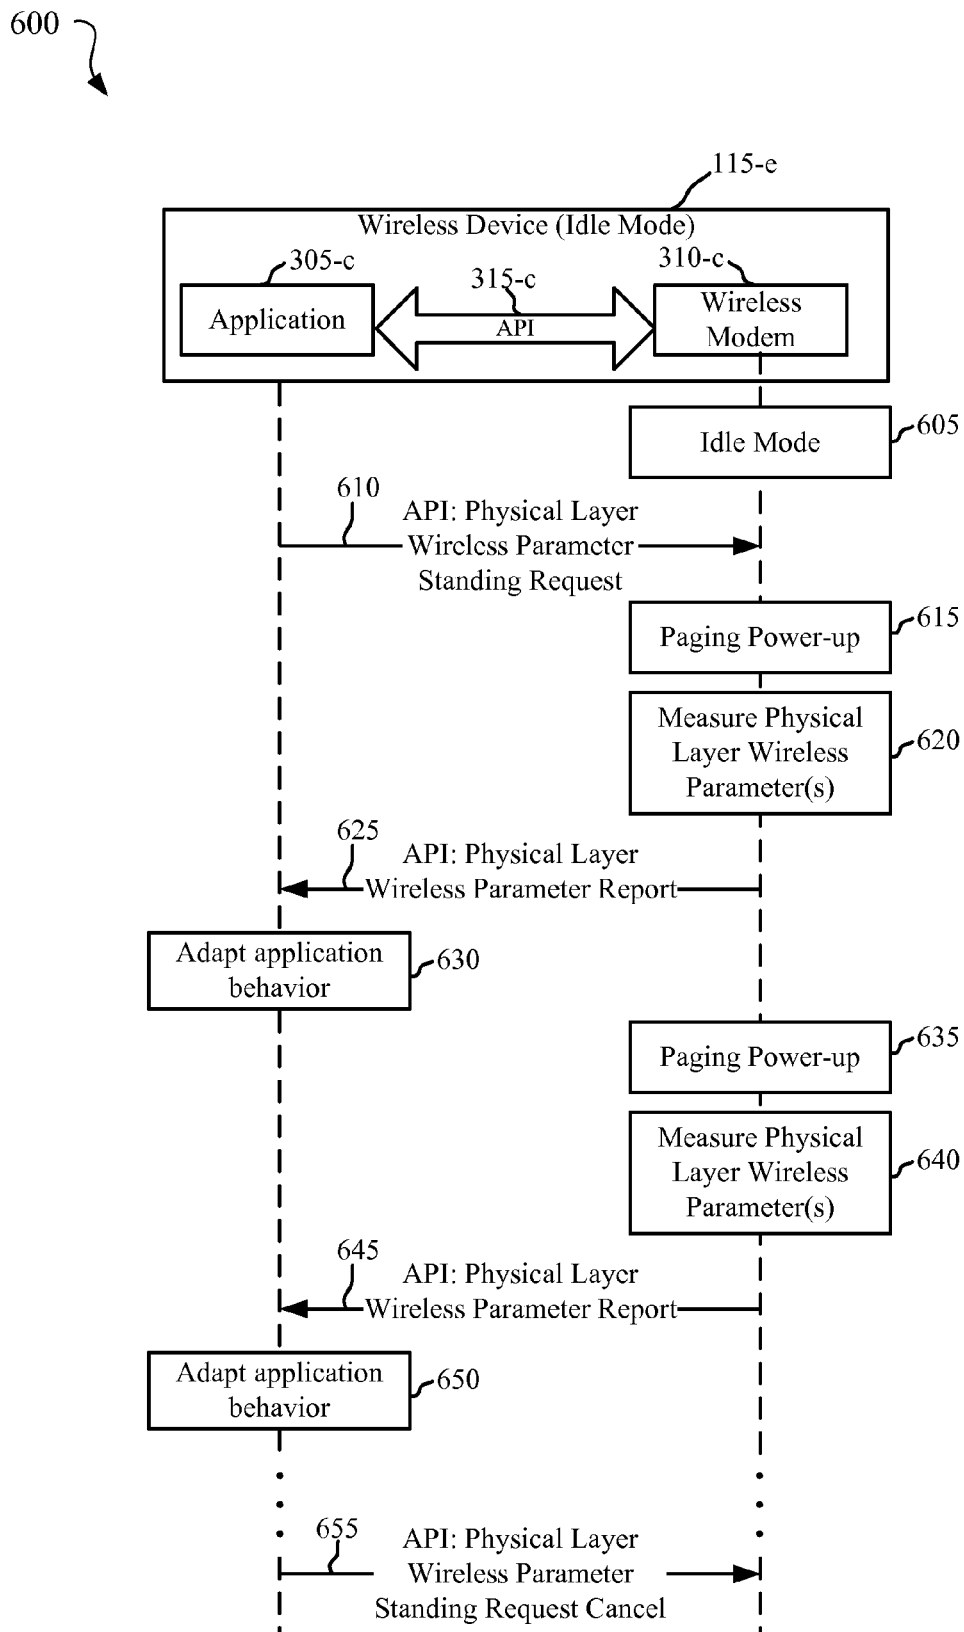 600
115-e
Wireless Device (Idle Mode)
305-c
315-c
310-c
Application
API
Wireless
Modem
605
Idle Mode
610
API: Physical Layer
Wireless Parameter
Standing Request
615
Paging Power-up
Measure Physical
Layer Wireless
Parameter(s)
620
625
API: Physical Layer
Wireless Parameter Report
Adapt application
behavior
630
635
Paging Power-up
Measure Physical
Layer Wireless
Parameter(s)
640
645
API: Physical Layer
Wireless Parameter Report
Adapt application
behavior
650
655
API: Physical Layer
Wireless Parameter
Standing Request Cancel